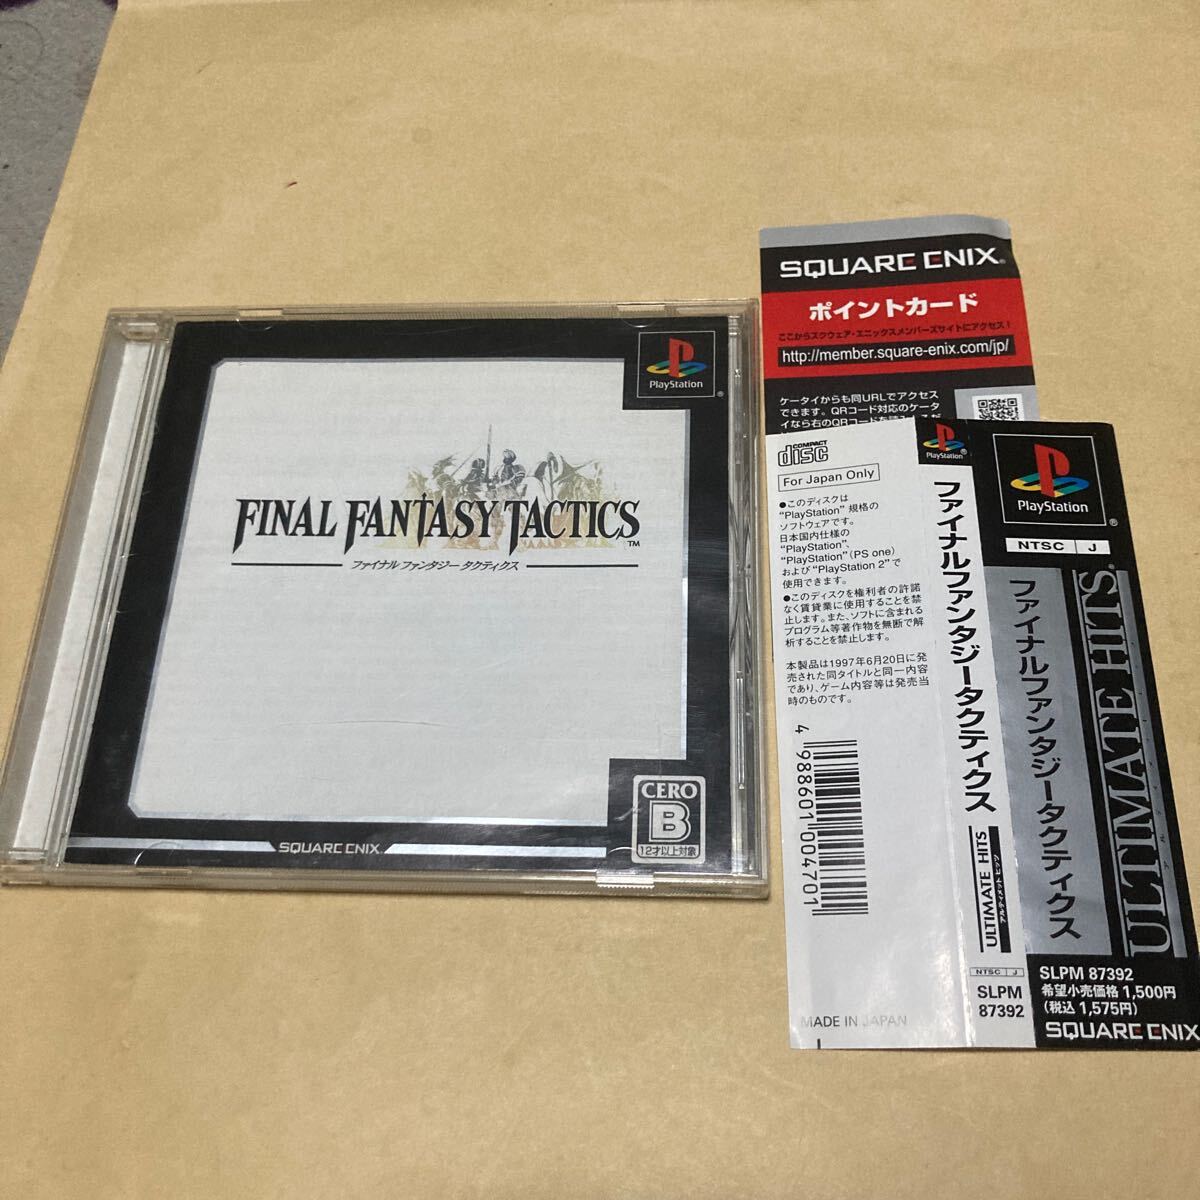 PlayStation
®
FINAL FANTASY TACTICS
TM
ファイナルファンタジータクティクス
CERO
B
12才以上対象
SQUARE ENIX
SQUARE ENIX®
ポイントカード
ここからスクウェア・エニックスメンバーズサイトにアクセス!
http://member.square-enix.com/jp/
ケータイからも同URLでアクセス
できます。QRコード対応のケータ
COMPACT
disc
For Japan Only
●このディスクは
"PlayStation" 規格の
ソフトウェアです。
日本国内仕様の
"PlayStation"、
"PlayStation"(PS one)
および"PlayStation 2"で
使用できます。
●このディスクを権利者の許諾
なく賃貸業に使用することを禁
止します。また、ソフトに含まれる
プログラム等著作物を無断で解
析することを禁止します。
本製品は1997年6月20日に発
売された同タイトルと同一内容
であり、ゲーム内容等は発売当
時のものです。
4 988601 004701
MADE IN JAPAN
PlayStation®
ファイナルファンタジータクティクス
ULTIMATE HITS
アルティメット ヒッツ
NTSC J
SLPM
87392
PlayStation
®
NTSC J
ファイナルファンタジータクティクス
ULTIMATE HITS
SLPM 87392
希望小売価格 1,500円
(税込 1,575円)
SQUARE ENIX